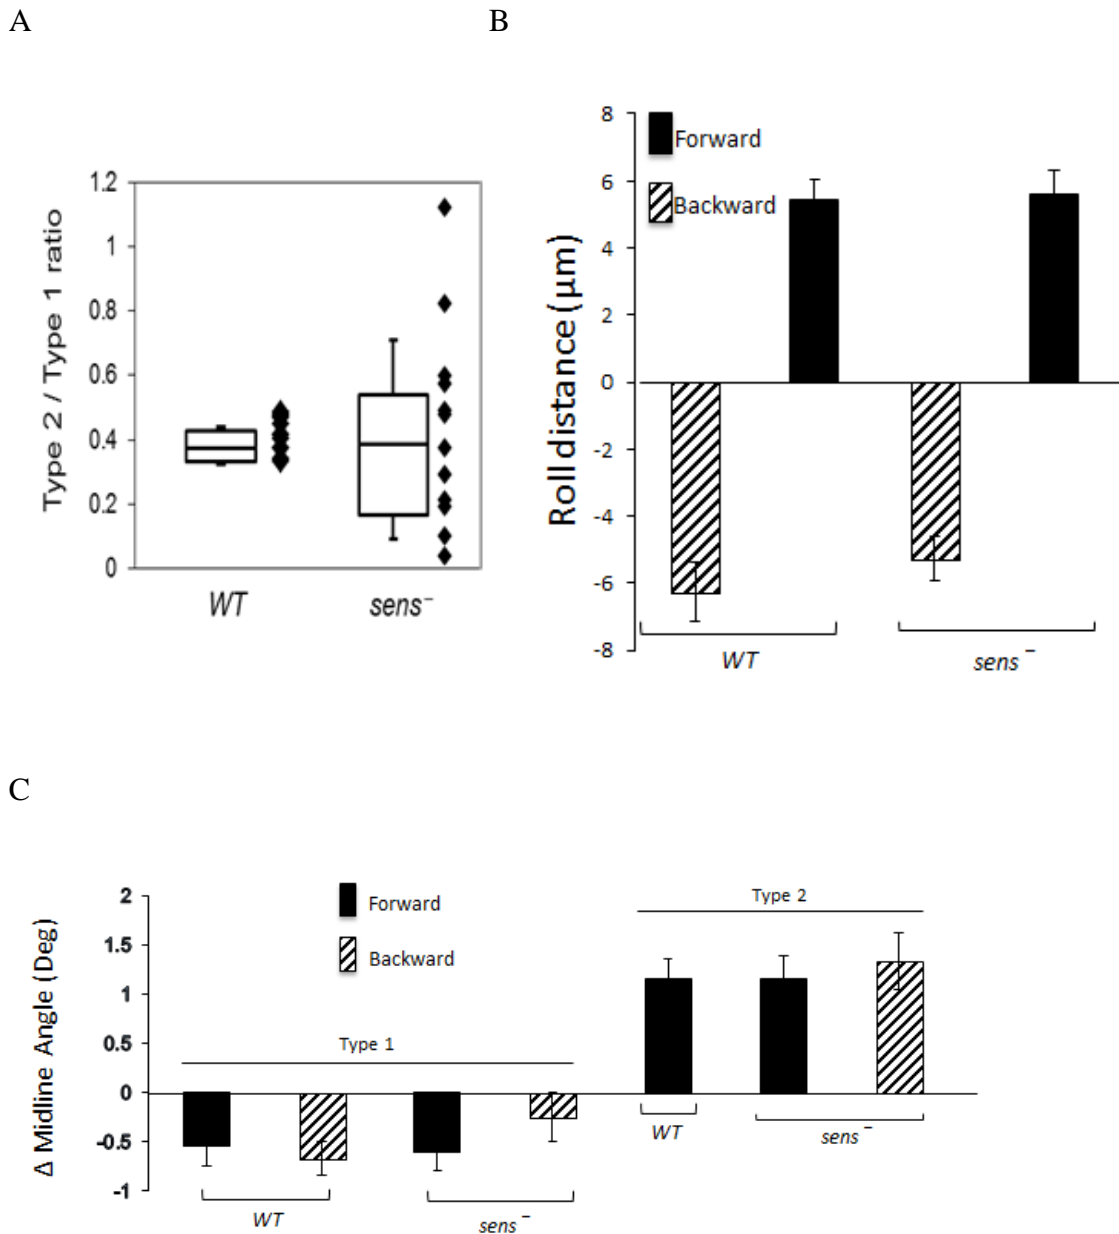 A
B
Type 2 / Type 1 ratio
1.2
1
0.8
0.6
0.4
0.2
0
WT
sens⁻
Roll distance (μm)
8
6
4
2
0
-2
-4
-6
-8
Forward
Backward
WT
sens⁻
C
Δ Midline Angle (Deg)
2
1.5
1
0.5
0
-0.5
-1
Forward
Backward
Type 1
Type 2
WT
sens⁻
WT
sens⁻